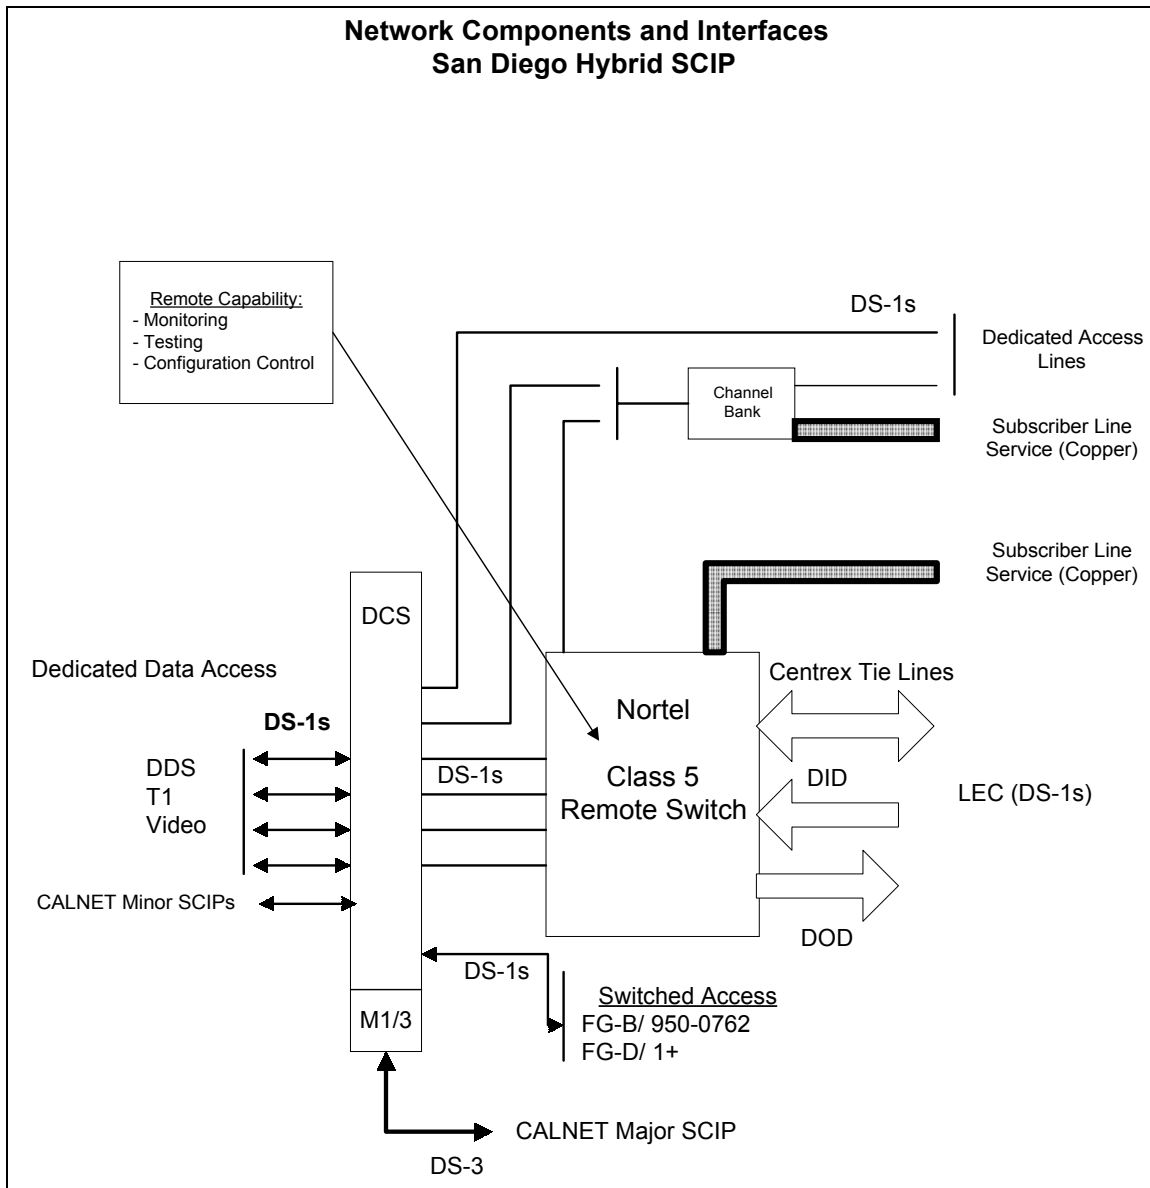 Network Components and Interfaces
San Diego Hybrid SCIP
Remote Capability:
- Monitoring
- Testing
- Configuration Control
DS-1s
Dedicated Access
Lines
Channel
Bank
Subscriber Line
Service (Copper)
Subscriber Line
Service (Copper)
DCS
Dedicated Data Access
DS-1s
DDS
T1
Video
CALNET Minor SCIPs
DS-1s
Nortel
Class 5
Remote Switch
Centrex Tie Lines
DID
LEC (DS-1s)
DOD
DS-1s
Switched Access
FG-B/ 950-0762
FG-D/ 1+
M1/3
CALNET Major SCIP
DS-3